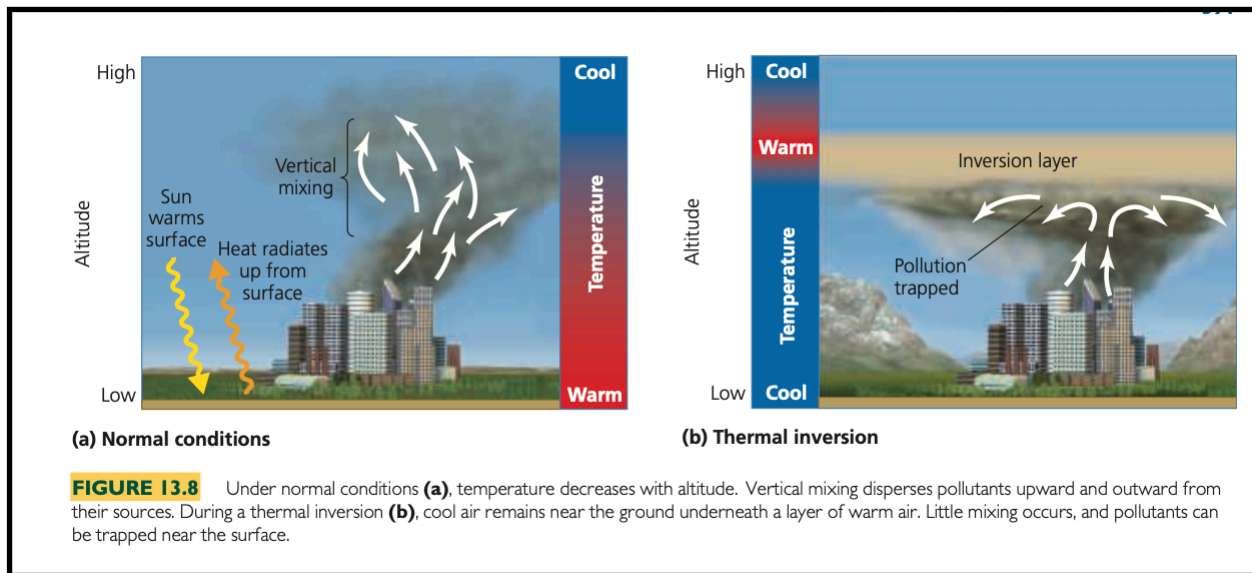 High
Cool
Vertical
mixing
Sun
warms
surface
Heat radiates
up from
surface
Altitude
Temperature
Low
Warm
(a) Normal conditions
High
Cool
Warm
Inversion layer
Altitude
Temperature
Pollution
trapped
Low
Cool
(b) Thermal inversion
FIGURE 13.8 Under normal conditions (a), temperature decreases with altitude. Vertical mixing disperses pollutants upward and outward from
their sources. During a thermal inversion (b), cool air remains near the ground underneath a layer of warm air. Little mixing occurs, and pollutants can
be trapped near the surface.